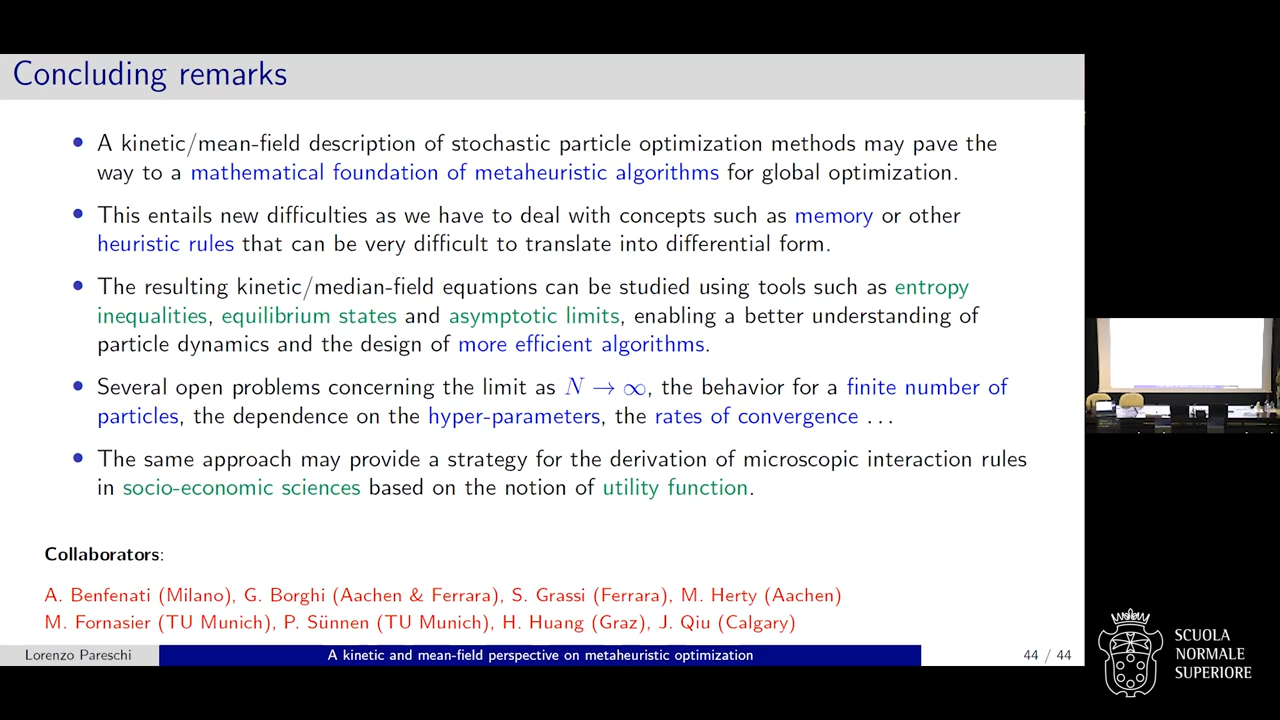 Concluding remarks
• A kinetic/mean-field description of stochastic particle optimization methods may pave the
way to a mathematical foundation of metaheuristic algorithms for global optimization.
• This entails new difficulties as we have to deal with concepts such as memory or other
heuristic rules that can be very difficult to translate into differential form.
• The resulting kinetic/median-field equations can be studied using tools such as entropy
inequalities, equilibrium states and asymptotic limits, enabling a better understanding of
particle dynamics and the design of more efficient algorithms.
• Several open problems concerning the limit as N → ∞, the behavior for a finite number of
particles, the dependence on the hyper-parameters, the rates of convergence ...
• The same approach may provide a strategy for the derivation of microscopic interaction rules
in socio-economic sciences based on the notion of utility function.
Collaborators:
A. Benfenati (Milano), G. Borghi (Aachen & Ferrara), S. Grassi (Ferrara), M. Herty (Aachen)
M. Fornasier (TU Munich), P. Sünnen (TU Munich), H. Huang (Graz), J. Qiu (Calgary)
Lorenzo Pareschi A kinetic and mean-field perspective on metaheuristic optimization 44 / 44
SCUOLA
NORMALE
SUPERIORE